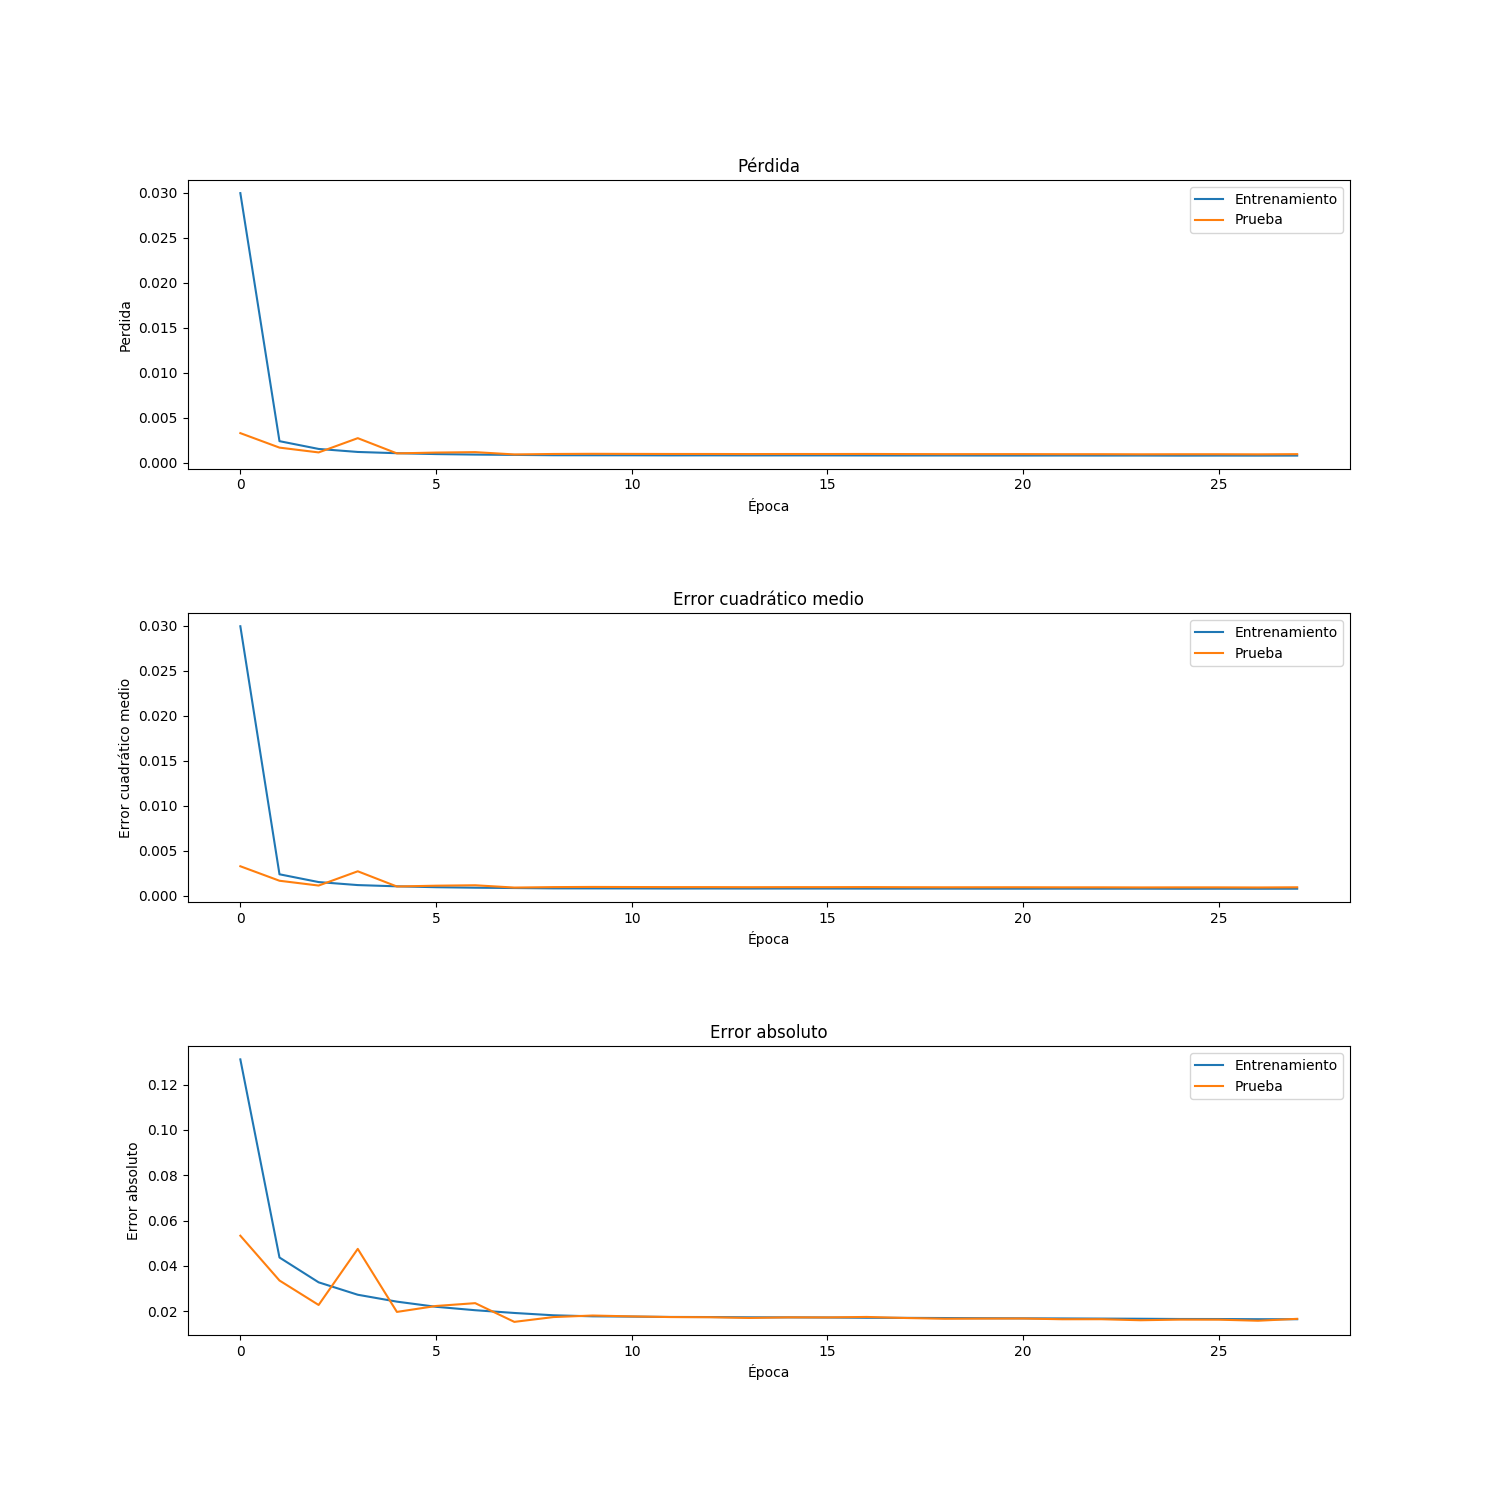 Pérdida
0.030
0.025
0.020
0.015
0.010
0.005
0.000
Perdida
Entrenamiento
Prueba
0 5 10 15 20 25
Época
Error cuadrático medio
0.030
0.025
0.020
0.015
0.010
0.005
0.000
Error cuadrático medio
Entrenamiento
Prueba
0 5 10 15 20 25
Época
Error absoluto
0.12
0.10
0.08
0.06
0.04
0.02
Error absoluto
Entrenamiento
Prueba
0 5 10 15 20 25
Época